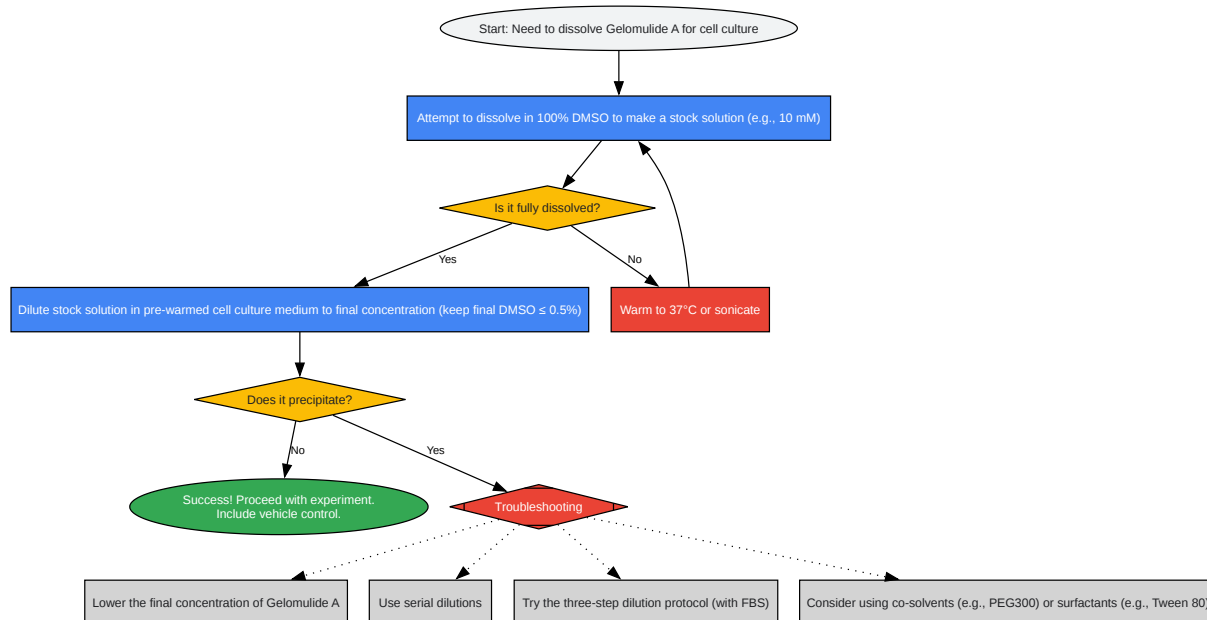 Start: Need to dissolve Gelomulide A for cell culture
Attempt to dissolve in 100% DMSO to make a stock solution (e.g., 10 mM)
Is it fully dissolved?
Yes
No
Dilute stock solution in pre-warmed cell culture medium to final concentration (keep final DMSO ≤ 0.5%)
Warm to 37°C or sonicate
Does it precipitate?
No
Yes
Success! Proceed with experiment.
Include vehicle control.
Troubleshooting
Lower the final concentration of Gelomulide A
Use serial dilutions
Try the three-step dilution protocol (with FBS)
Consider using co-solvents (e.g., PEG300) or surfactants (e.g., Tween 80)